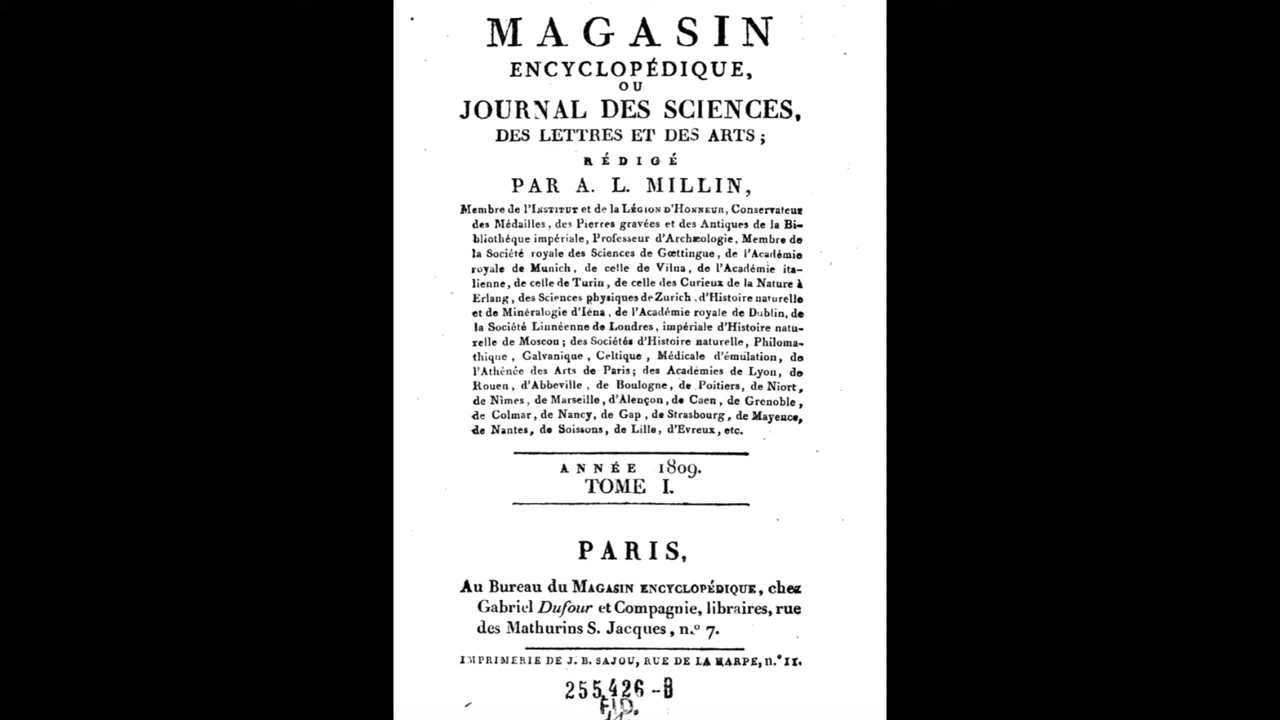 MAGASIN
ENCYCLOPÉDIQUE,
OU
JOURNAL DES SCIENCES,
DES LETTRES ET DES ARTS ;
RÉDIGÉ
PAR A. L. MILLIN,
Membre de l'INSTITUT et de la LÉGION D'HONNEUR, Conservateur
des Médailles, des Pierres gravées et des Antiques de la Bi-
bliothéque impériale, Professeur d'Archæologie, Membre de
la Société royale des Sciences de Gœttingue, de l'Académie
royale de Munich, de celle de Vilna, de l'Académie ita-
lienne, de celle de Turin, de celle des Curieux de la Nature à
Erlang, des Sciences physiques de Zurich, d'Histoire naturelle
et de Minéralogie d'Iéna, de l'Académie royale de Dublin, de
la Société Linnéenne de Londres, impériale d'Histoire natu-
relle de Moscou ; des Sociétés d'Histoire naturelle, Philoma-
thique, Galvanique, Celtique, Médicale d'émulation, de
l'Athénée des Arts de Paris; des Académies de Lyon, de
Rouen, d'Abbeville, de Boulogne, de Poitiers, de Niort,
de Nîmes, de Marseille, d'Alençon, de Caen, de Grenoble,
de Colmar, de Nancy, de Gap, de Strasbourg, de Mayence,
de Nantes, de Soissons, de Lille, d'Evreux, etc.
ANNÉE 1809.
TOME I.
PARIS,
Au Bureau du MAGASIN ENCYCLOPÉDIQUE, chez
Gabriel Dufour et Compagnie, libraires, rue
des Mathurins S. Jacques, n.º 7.
IMPRIMERIE DE J. B. SAJOU, RUE DE LA HARPE, n.º 11.
255.426-B